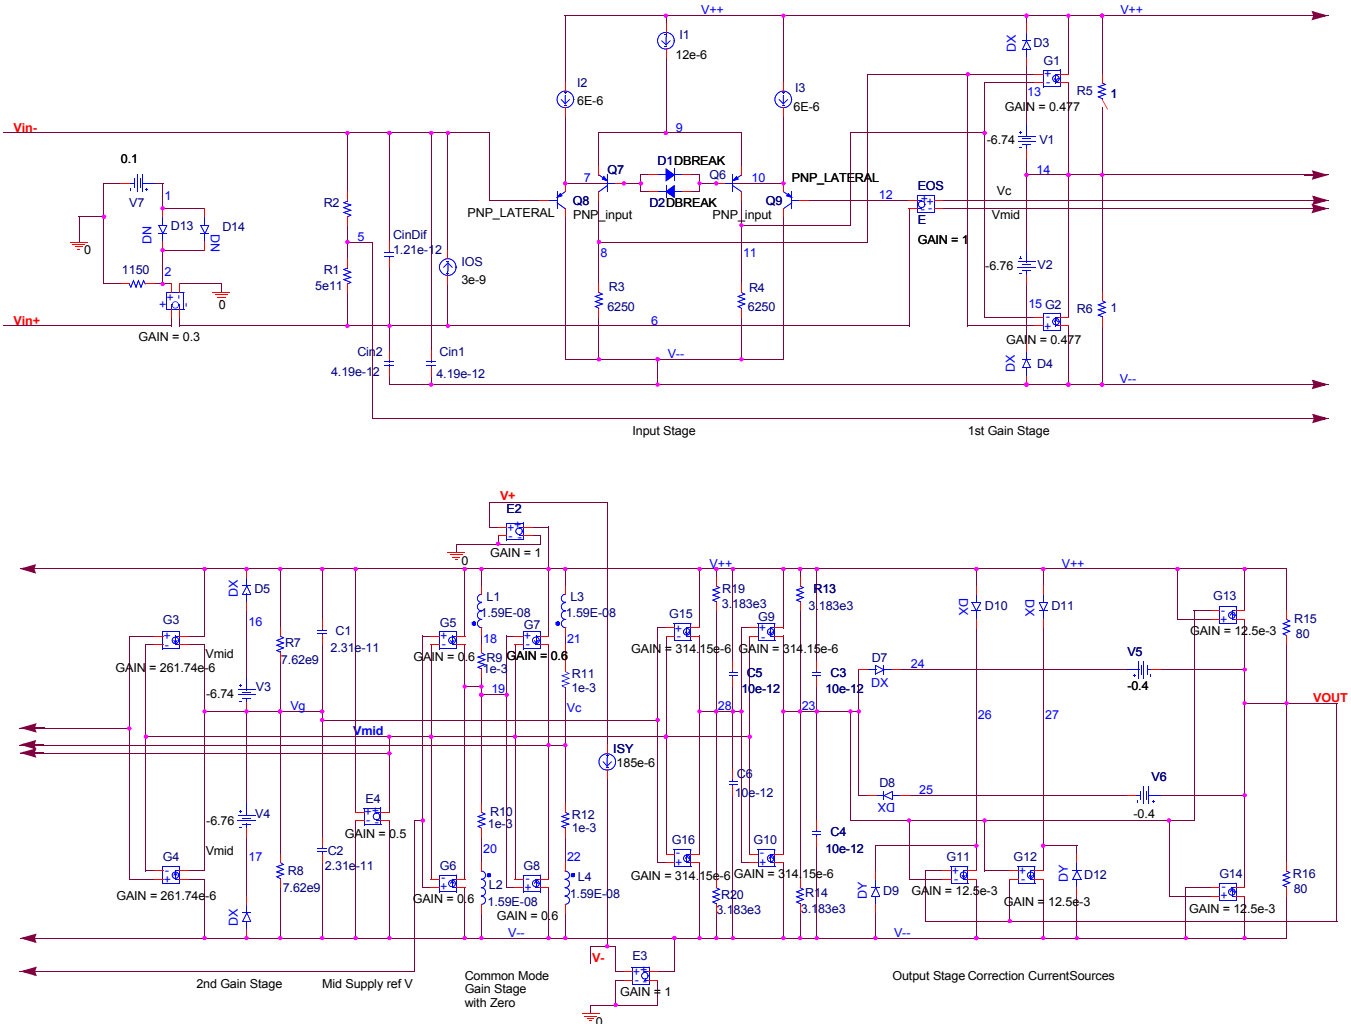 V++
V++
I1
12e-6
DX
D3
G1
13
GAIN = 0.477
R5
1
I2
6E-6
I3
6E-6
Vin-
9
-6.74
V1
14
0.1
V7
1
D13
D14
DN
DN
1150
2
0
0
GAIN = 0.3
Vin+
R2
5
R1
5e11
CinDif
1.21e-12
IOS
3e-9
Cin2
4.19e-12
Cin1
4.19e-12
PNP_LATERAL
7
Q7
Q8
PNP_input
D1DBREAK
D2DBREAK
Q6
10
PNP_LATERAL
PNP_input
Q9
12
EOS
E
GAIN = 1
Vc
Vmid
8
11
R3
6250
R4
6250
6
V--
-6.76
V2
15
G2
R6
1
GAIN = 0.477
DX
D4
V--
Input Stage
1st Gain Stage
V+
E2
0
GAIN = 1
V++
V++
DX
D5
16
G3
GAIN = 261.74e-6
Vmid
-6.74
V3
R7
7.62e9
C1
2.31e-11
Vg
Vmid
G5
GAIN = 0.6
L1
1.59E-08
18
R9
1e-3
19
G7
GAIN = 0.6
L3
1.59E-08
21
R11
1e-3
Vc
ISY
185e-6
G15
GAIN = 314.15e-6
R19
3.183e3
C5
10e-12
28
G9
GAIN = 314.15e-6
R13
3.183e3
C3
10e-12
23
D7
DX
24
DX
D10
DX
D11
26
27
V5
-0.4
G13
GAIN = 12.5e-3
R15
80
VOUT
D8
DX
25
V6
-0.4
-6.76
V4
Vmid
17
G4
GAIN = 261.74e-6
DX
R8
7.62e9
C2
2.31e-11
E4
GAIN = 0.5
G6
GAIN = 0.6
R10
1e-3
20
L2
1.59E-08
G8
GAIN = 0.6
R12
1e-3
22
L4
1.59E-08
C6
10e-12
G16
GAIN = 314.15e-6
R20
3.183e3
G10
GAIN = 314.15e-6
C4
10e-12
R14
3.183e3
DY
D9
G11
GAIN = 12.5e-3
G12
GAIN = 12.5e-3
DY
D12
G14
GAIN = 12.5e-3
R16
80
V--
V--
V-
E3
GAIN = 1
0
2nd Gain Stage
Mid Supply ref V
Common Mode
Gain Stage
with Zero
Output Stage Correction CurrentSources